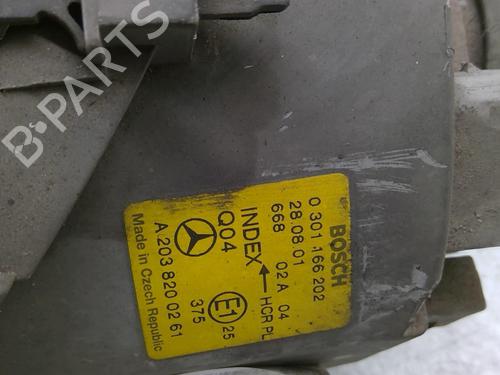 BOSCH
0 301 166 202
28.08.01
668 02 A 04
INDEX ← HCR PL
Q04
E1 25
375
A 203 820 02 61
Made in Czech Republic
B-PARTS